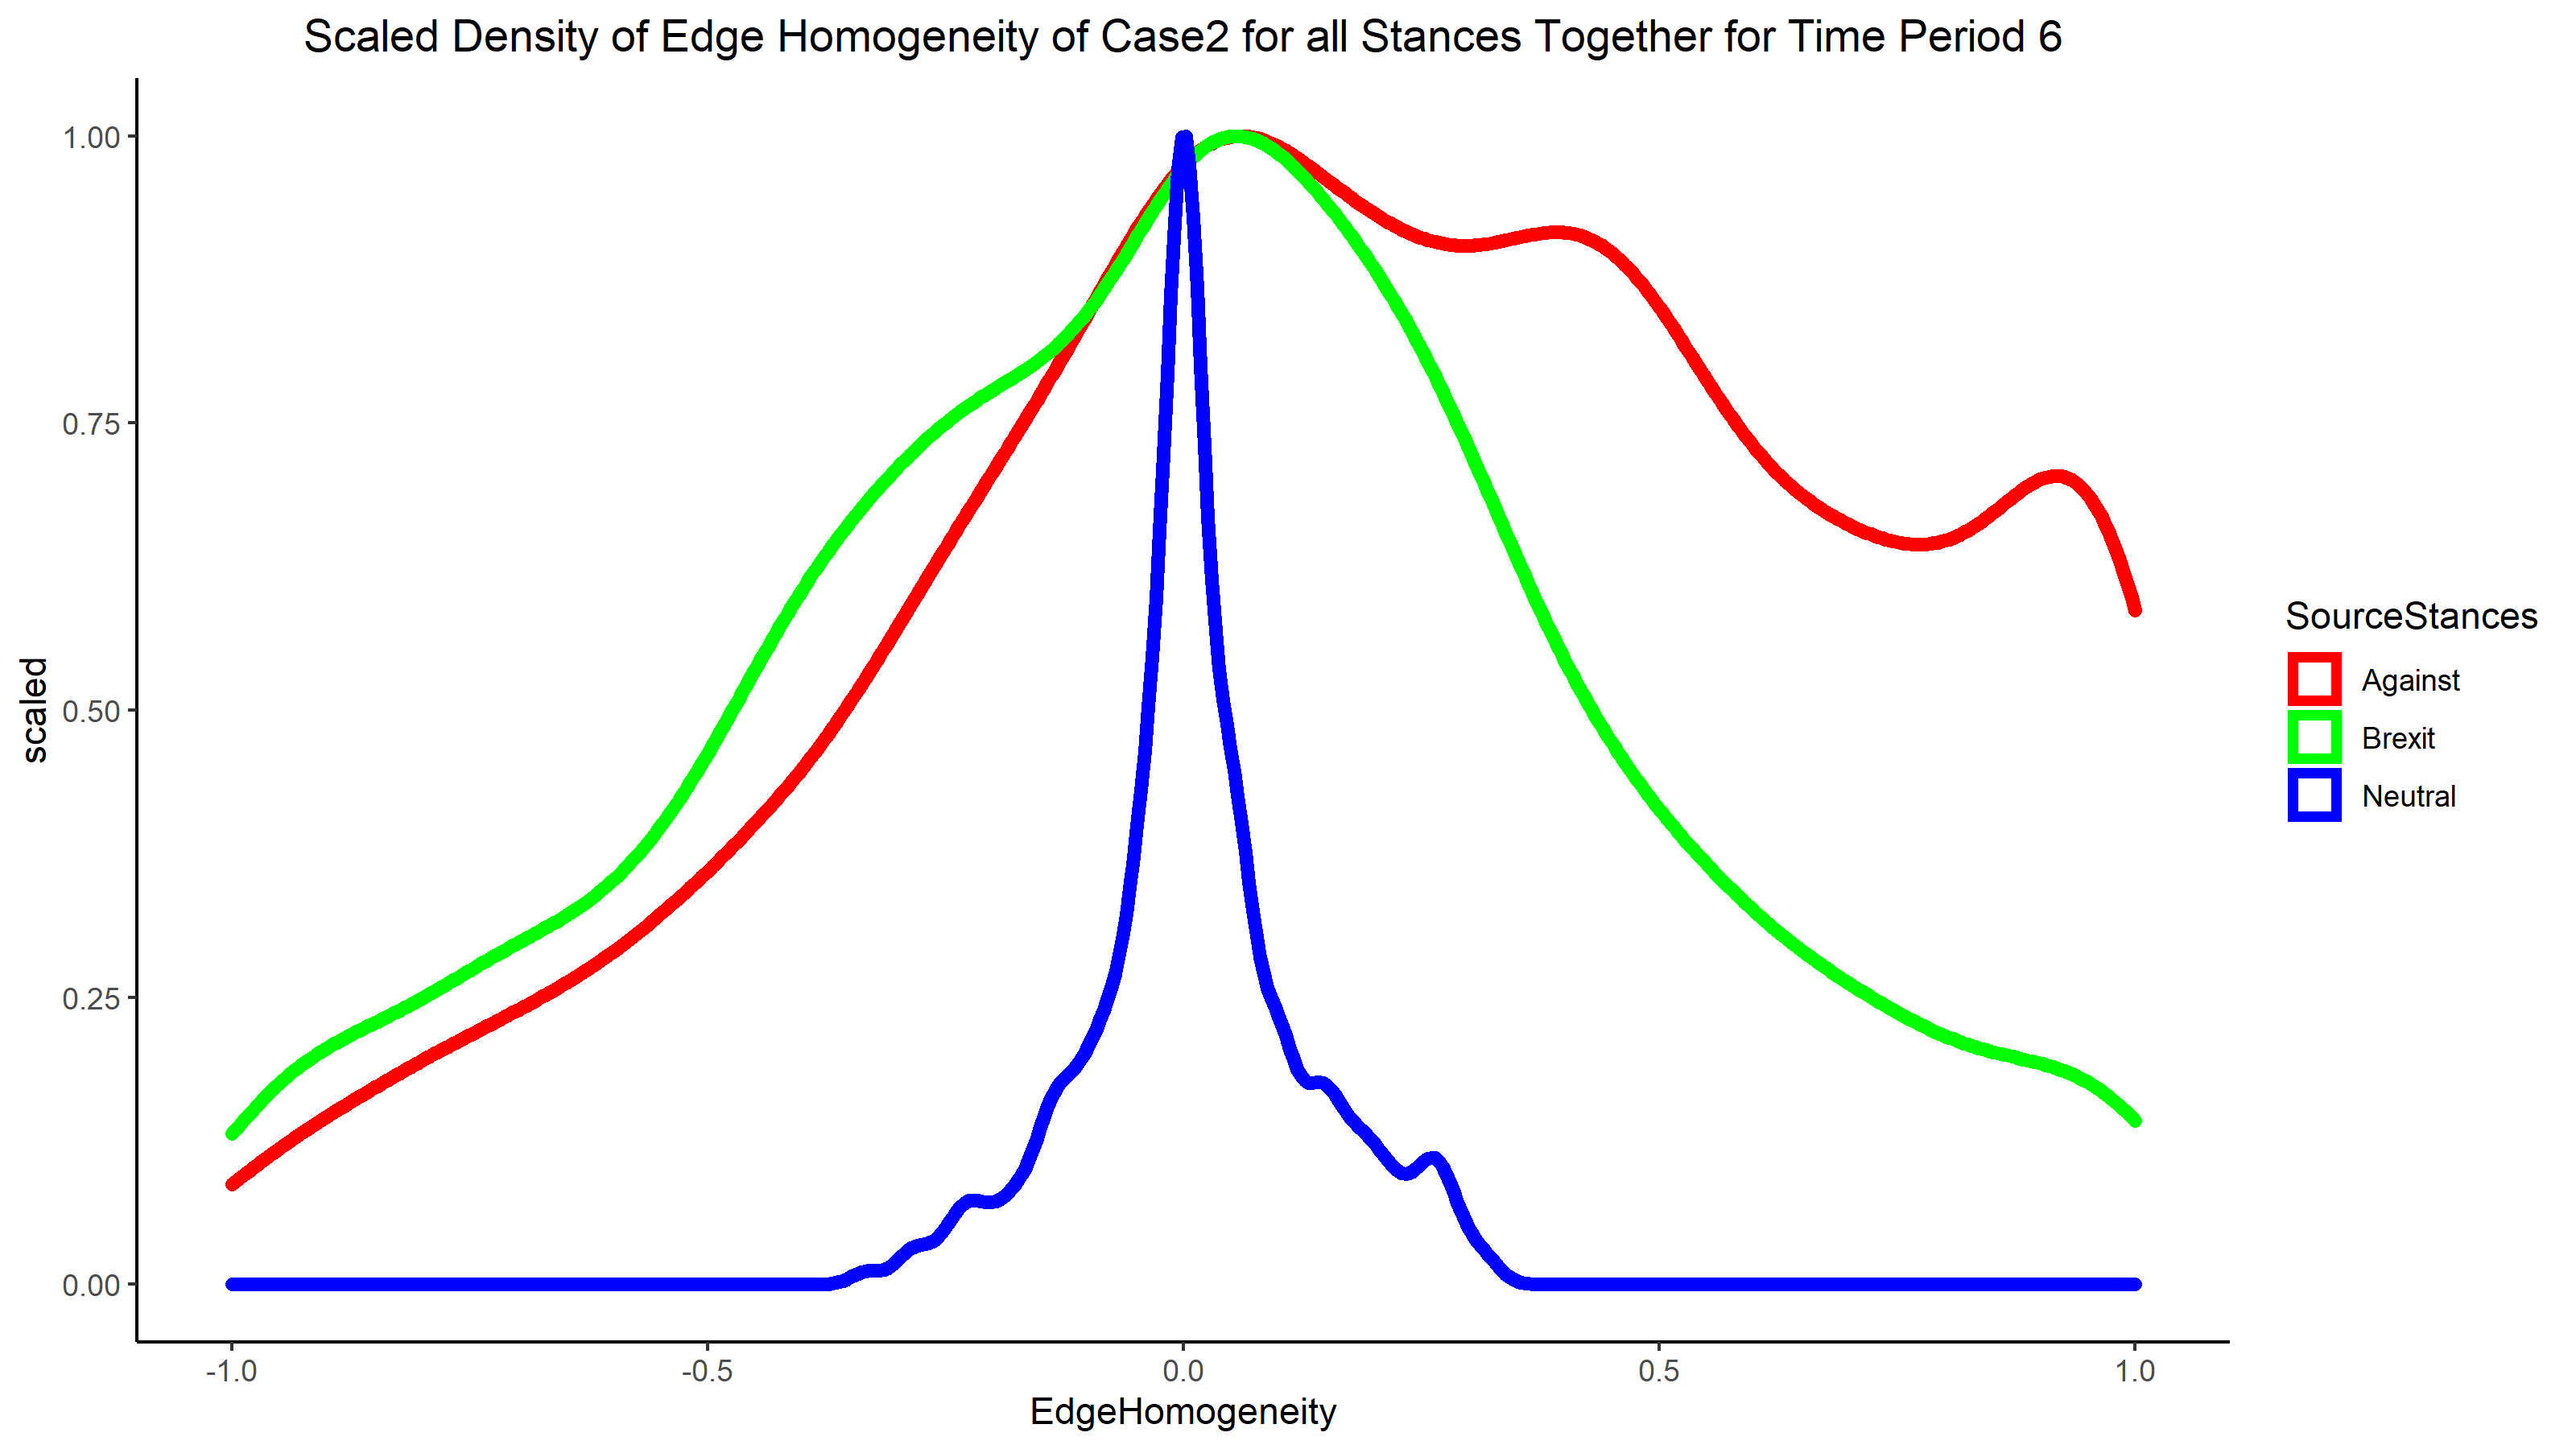 Scaled Density of Edge Homogeneity of Case2 for all Stances Together for Time Period 6
scaled
1.00
0.75
0.50
0.25
0.00
-1.0
-0.5
0.0
0.5
1.0
EdgeHomogeneity
SourceStances
Against
Brexit
Neutral